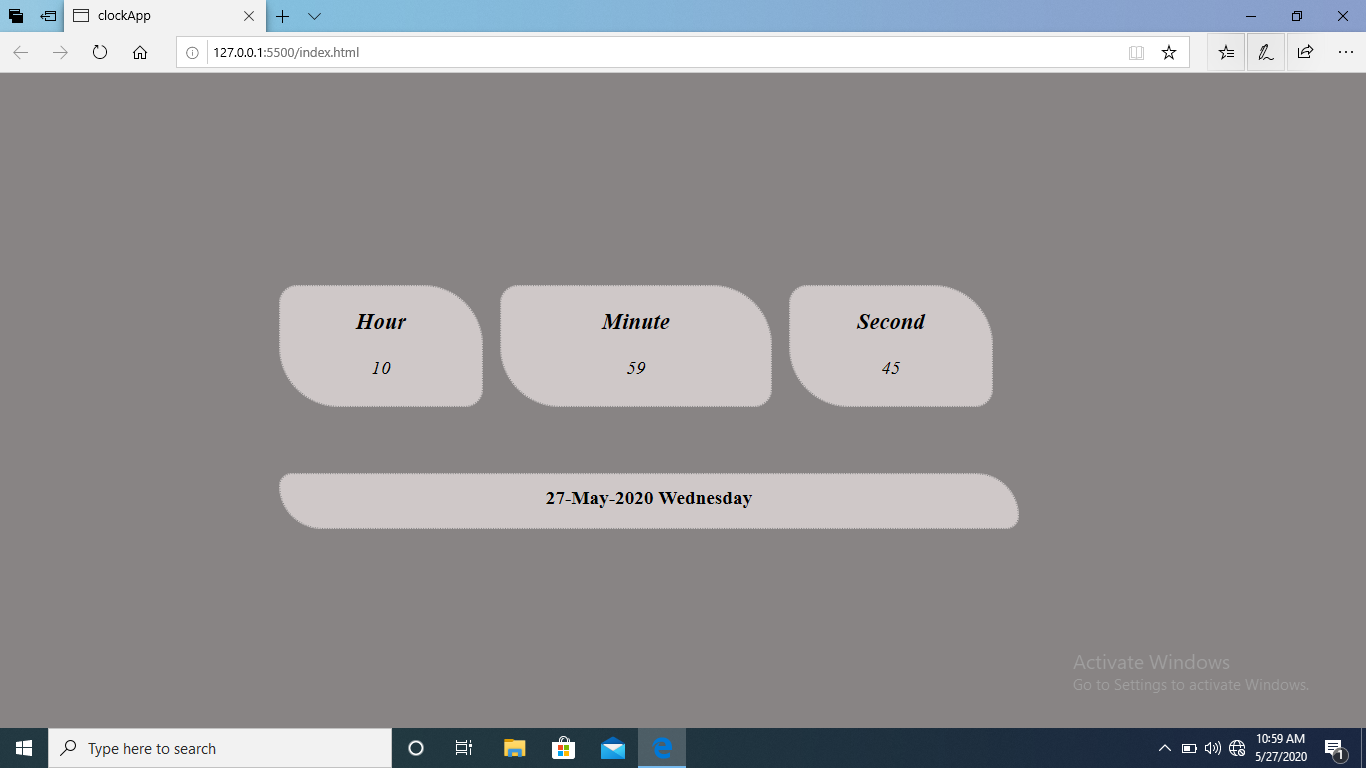 clockApp
127.0.0.1:5500/index.html
Hour
Minute
Second
10
59
45
27-May-2020 Wednesday
Activate Windows
Go to Settings to activate Windows.
Type here to search
10:59 AM
5/27/2020
1